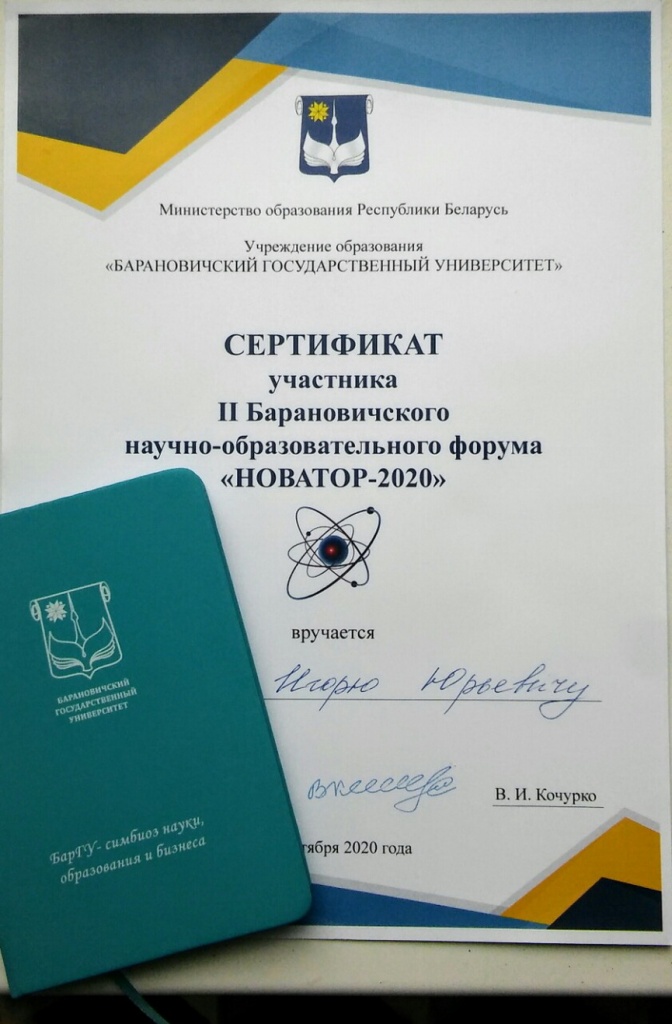 Министерство образования Республики Беларусь
Учреждение образования
«БАРАНОВИЧСКИЙ ГОСУДАРСТВЕННЫЙ УНИВЕРСИТЕТ»
СЕРТИФИКАТ
участника
II Барановичского
научно-образовательного форума
«НОВАТОР-2020»
вручается
Игорю Юрьевичу
В. И. Кочурко
тября 2020 года
БАРАНОВИЧСКИЙ
ГОСУДАРСТВЕННЫЙ
УНИВЕРСИТЕТ
БарГУ- симбиоз науки,
образования и бизнеса